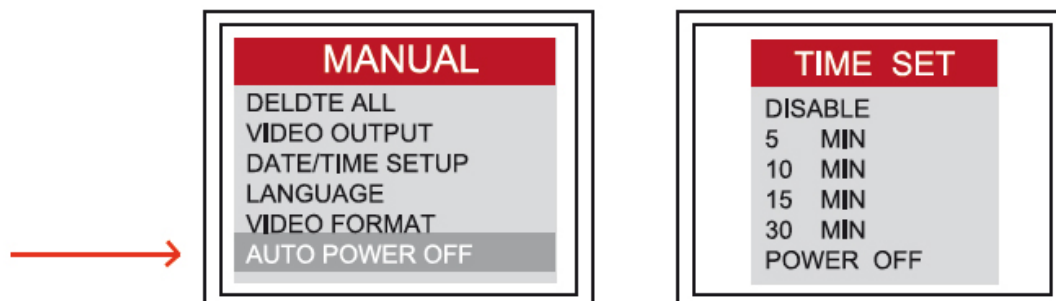 MANUAL
DELDTE ALL
VIDEO OUTPUT
DATE/TIME SETUP
LANGUAGE
VIDEO FORMAT
AUTO POWER OFF
TIME SET
DISABLE
5 MIN
10 MIN
15 MIN
30 MIN
POWER OFF